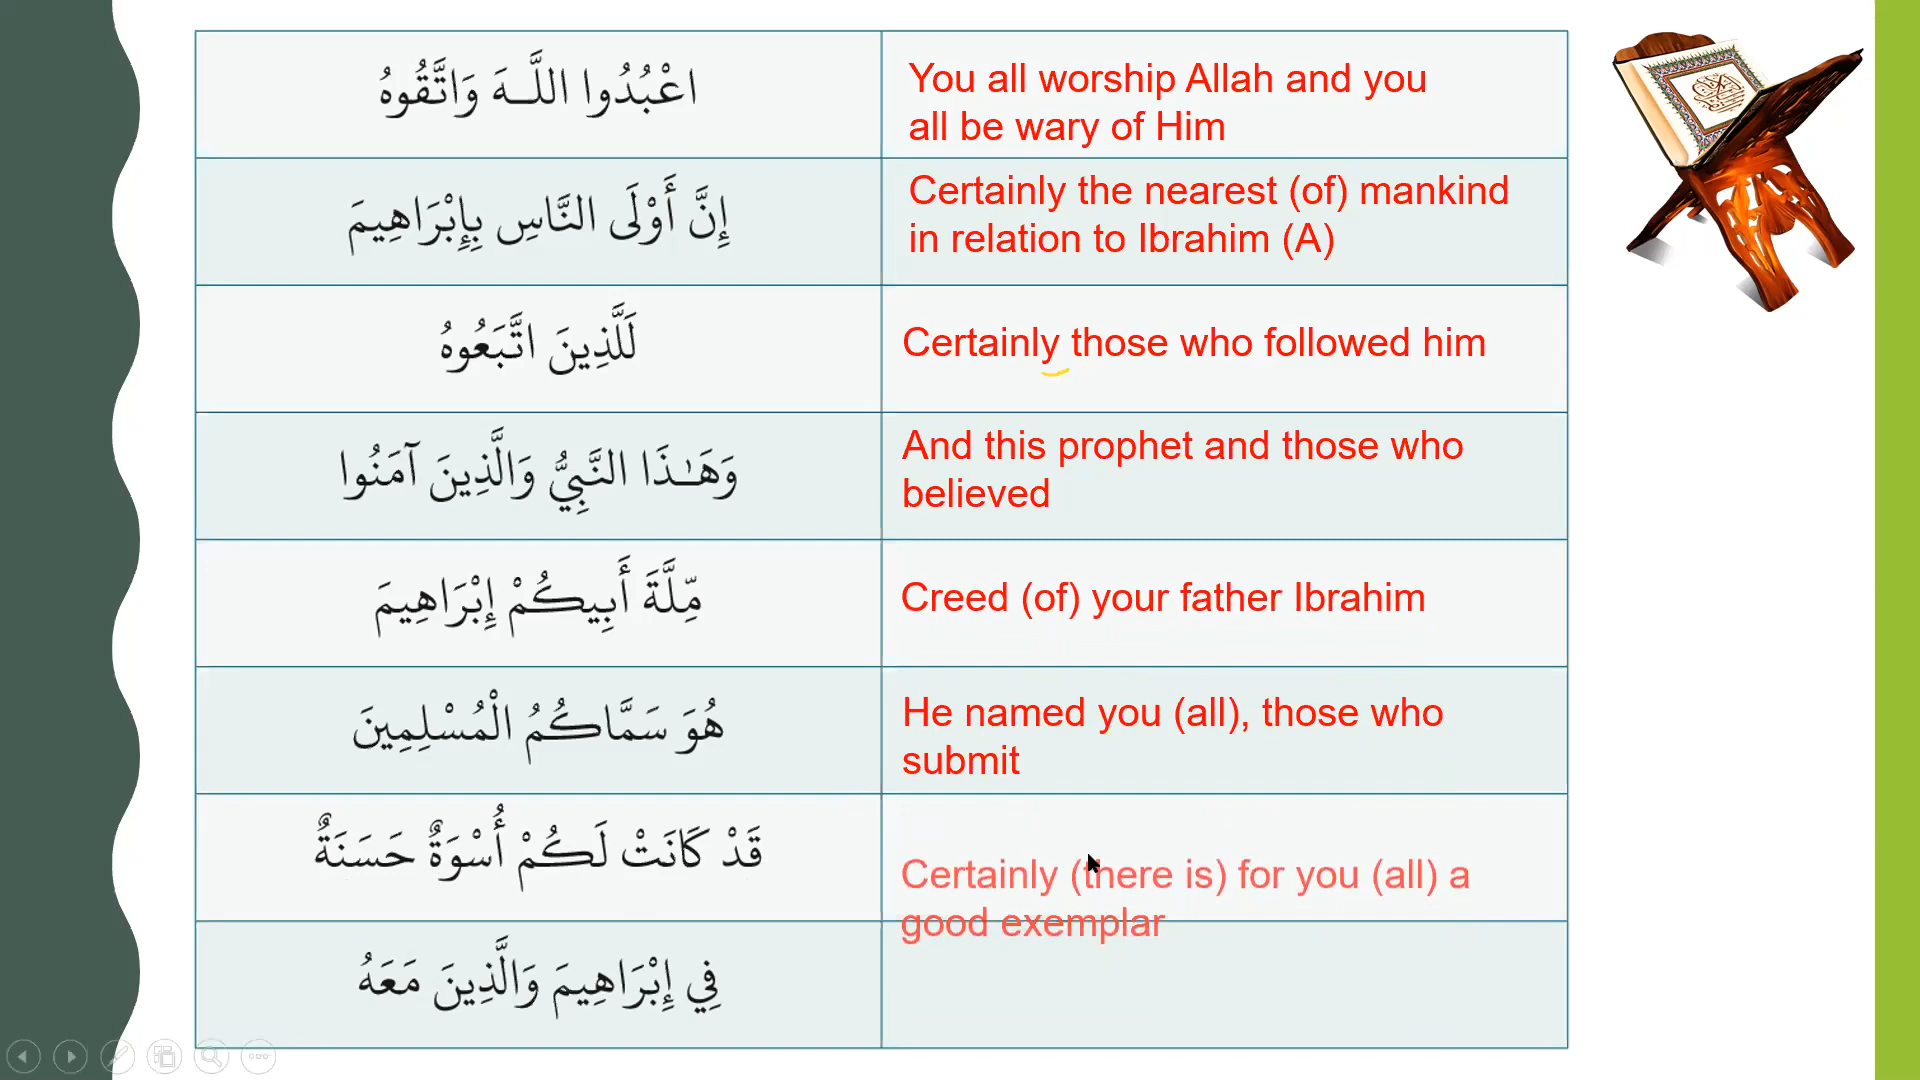 اعْبُدُوا اللَّـهَ وَاتَّقُوهُ
You all worship Allah and you
all be wary of Him
إِنَّ أَوْلَى النَّاسِ بِإِبْرَاهِيمَ
Certainly the nearest (of) mankind
in relation to Ibrahim (A)
لَلَّذِينَ اتَّبَعُوهُ
Certainly those who followed him
وَهَـٰذَا النَّبِيُّ وَالَّذِينَ آمَنُوا
And this prophet and those who
believed
مِّلَّةَ أَبِيكُمْ إِبْرَاهِيمَ
Creed (of) your father Ibrahim
هُوَ سَمَّاكُمُ الْمُسْلِمِينَ
He named you (all), those who
submit
قَدْ كَانَتْ لَكُمْ أُسْوَةٌ حَسَنَةٌ
Certainly (there is) for you (all) a
good exemplar
فِي إِبْرَاهِيمَ وَالَّذِينَ مَعَهُ